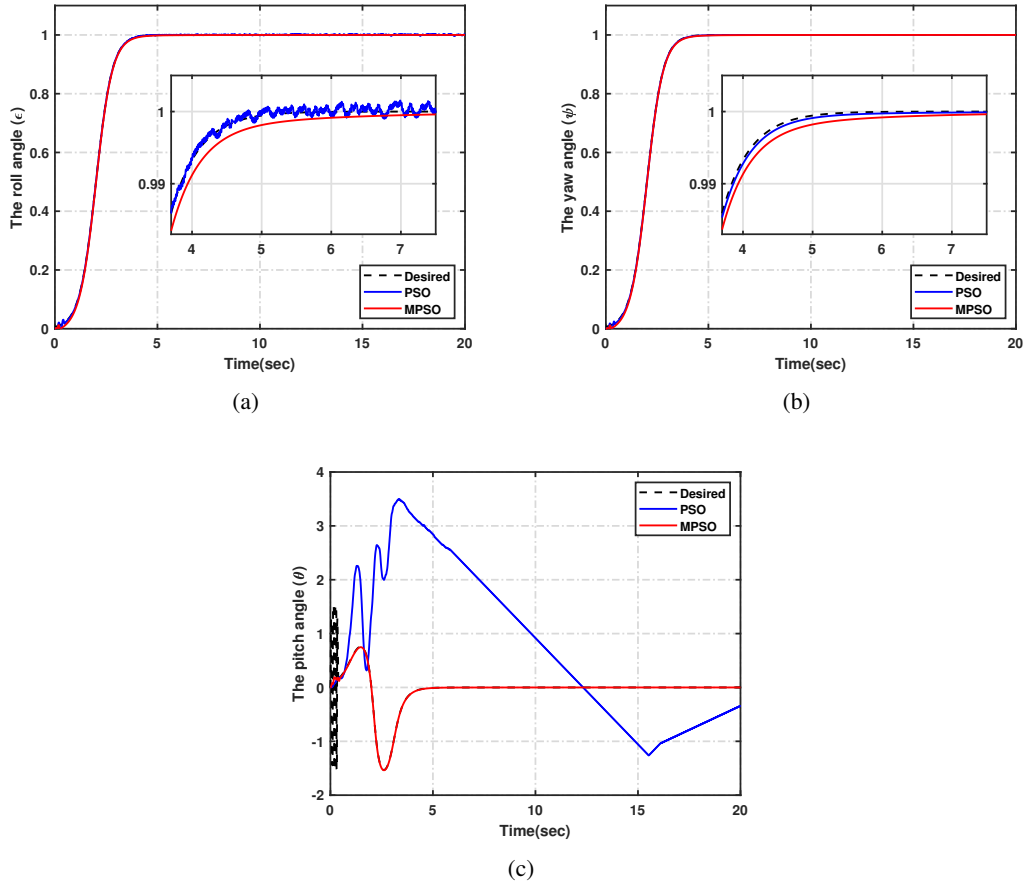 The roll angle (ϵ)
1
0.8
0.6
0.4
0.2
0
1
0.99
4 5 6 7
Desired
PSO
MPSO
0 5 10 15 20
Time(sec)
(a)
The yaw angle (ψ)
1
0.8
0.6
0.4
0.2
0
1
0.99
4 5 6 7
Desired
PSO
MPSO
0 5 10 15 20
Time(sec)
(b)
The pitch angle (θ)
4
3
2
1
0
-1
-2
Desired
PSO
MPSO
0 5 10 15 20
Time(sec)
(c)